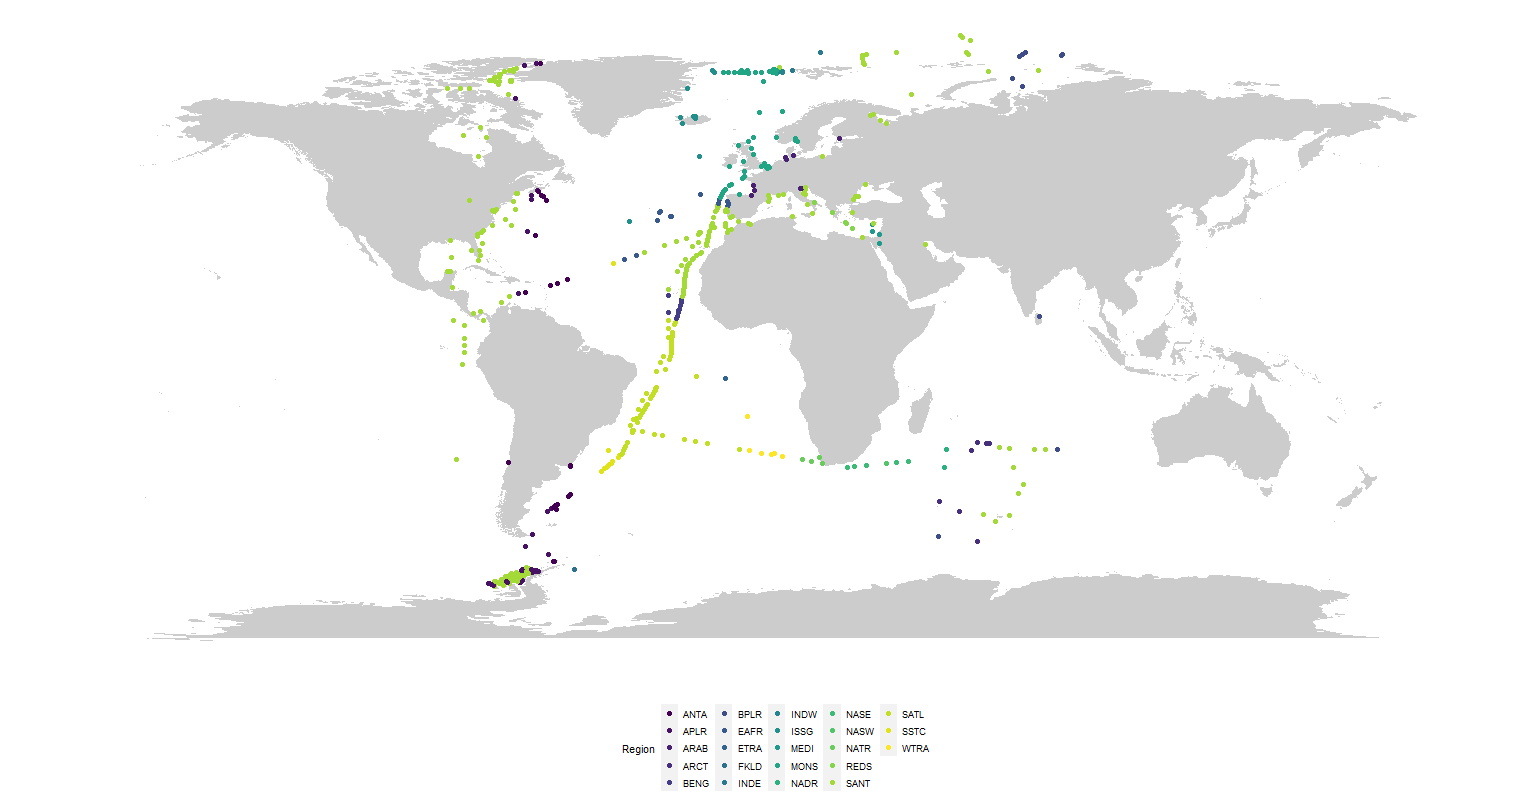 ANTA BPLR INDW NASE SATL
APLR EAFR ISSG NASW SSTC
Region ARAB ETRA MEDI NATR WTRA
ARCT FKLD MONS REDS
BENG INDE NADR SANT